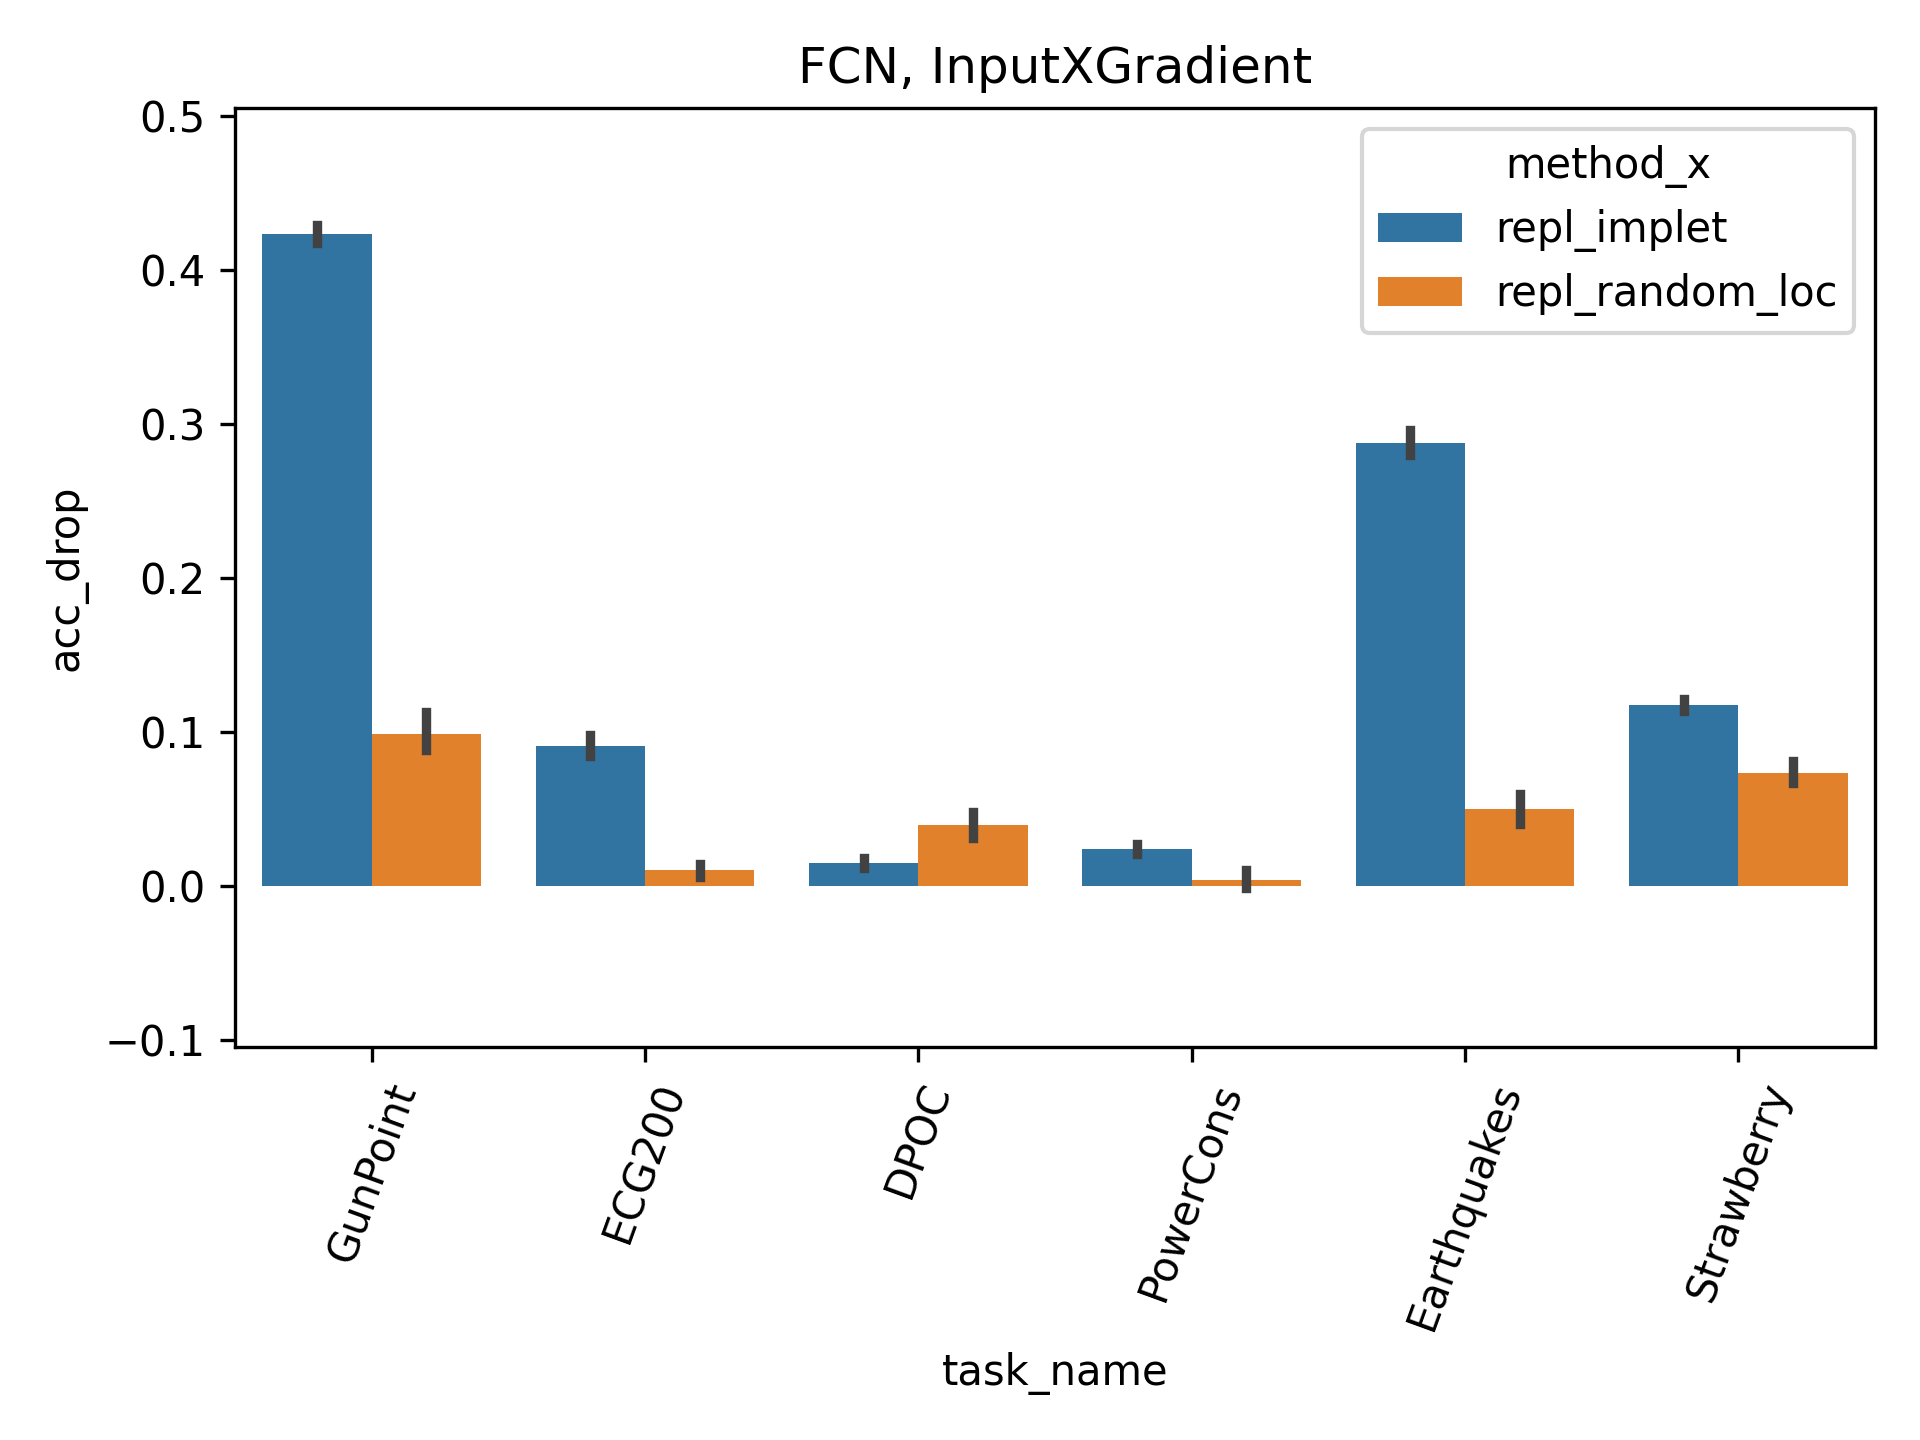 FCN, InputXGradient
method_x
repl_implet
repl_random_loc
acc_drop
0.5
0.4
0.3
0.2
0.1
0.0
−0.1
GunPoint
ECG200
DPOC
PowerCons
Earthquakes
Strawberry
task_name